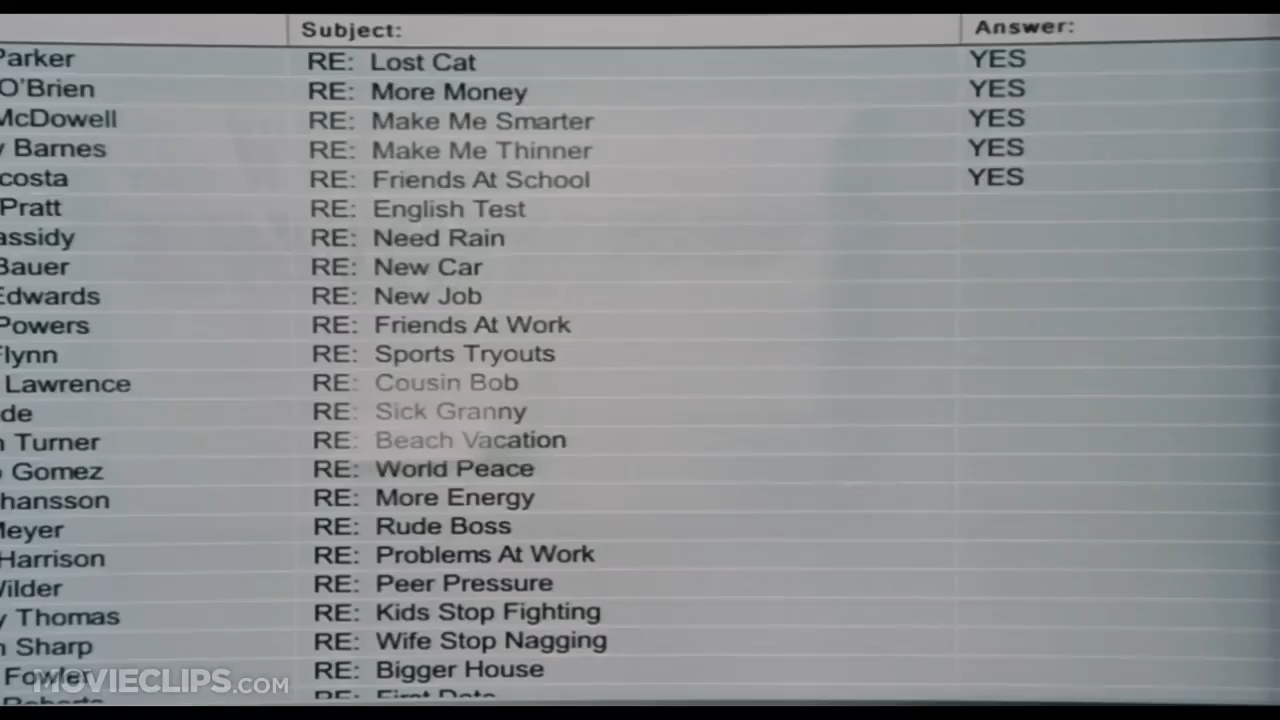 Subject: Answer:
Parker RE: Lost Cat YES
O'Brien RE: More Money YES
McDowell RE: Make Me Smarter YES
Barnes RE: Make Me Thinner YES
costa RE: Friends At School YES
Pratt RE: English Test
assidy RE: Need Rain
Bauer RE: New Car
Edwards RE: New Job
Powers RE: Friends At Work
Flynn RE: Sports Tryouts
Lawrence RE: Cousin Bob
de RE: Sick Granny
Turner RE: Beach Vacation
Gomez RE: World Peace
hansson RE: More Energy
Meyer RE: Rude Boss
Harrison RE: Problems At Work
Wilder RE: Peer Pressure
y Thomas RE: Kids Stop Fighting
Sharp RE: Wife Stop Nagging
Fowler RE: Bigger House
Roberts RE: First Date
MOVIECLIPS.COM